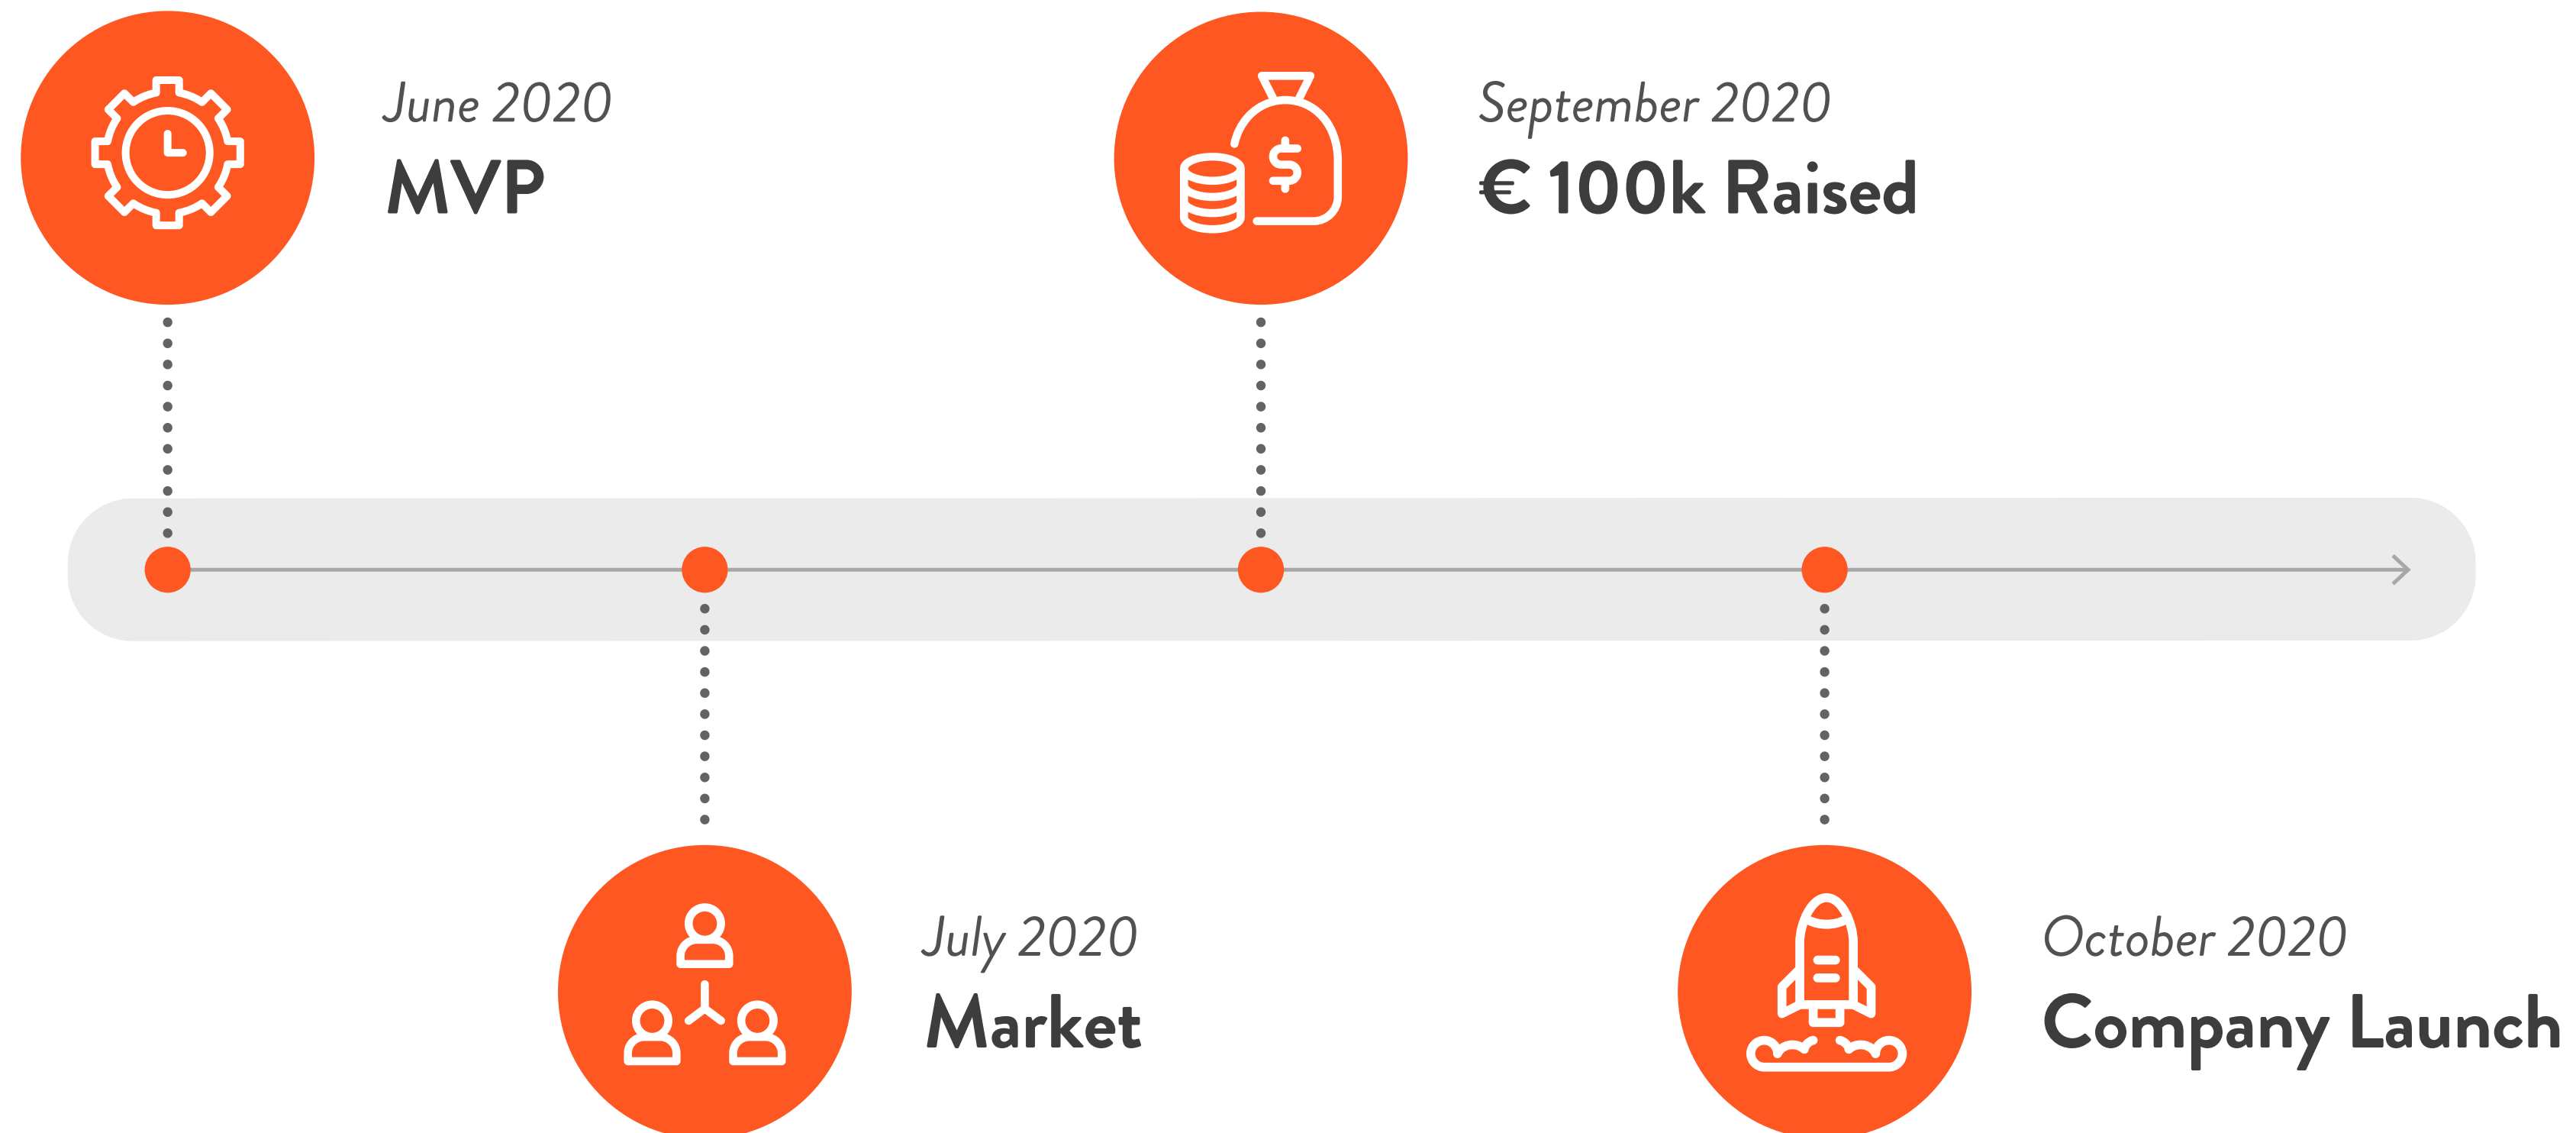 June 2020
MVP
September 2020
€ 100k Raised
$
July 2020
Market
October 2020
Company Launch